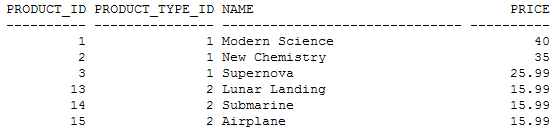 PRODUCT_ID PRODUCT_TYPE_ID NAME                                PRICE
---------- --------------- ------------------------------ ----------
         1               1 Modern Science                         40
         2               1 New Chemistry                          35
         3               1 Supernova                           25.99
        13               2 Lunar Landing                       15.99
        14               2 Submarine                           15.99
        15               2 Airplane                            15.99